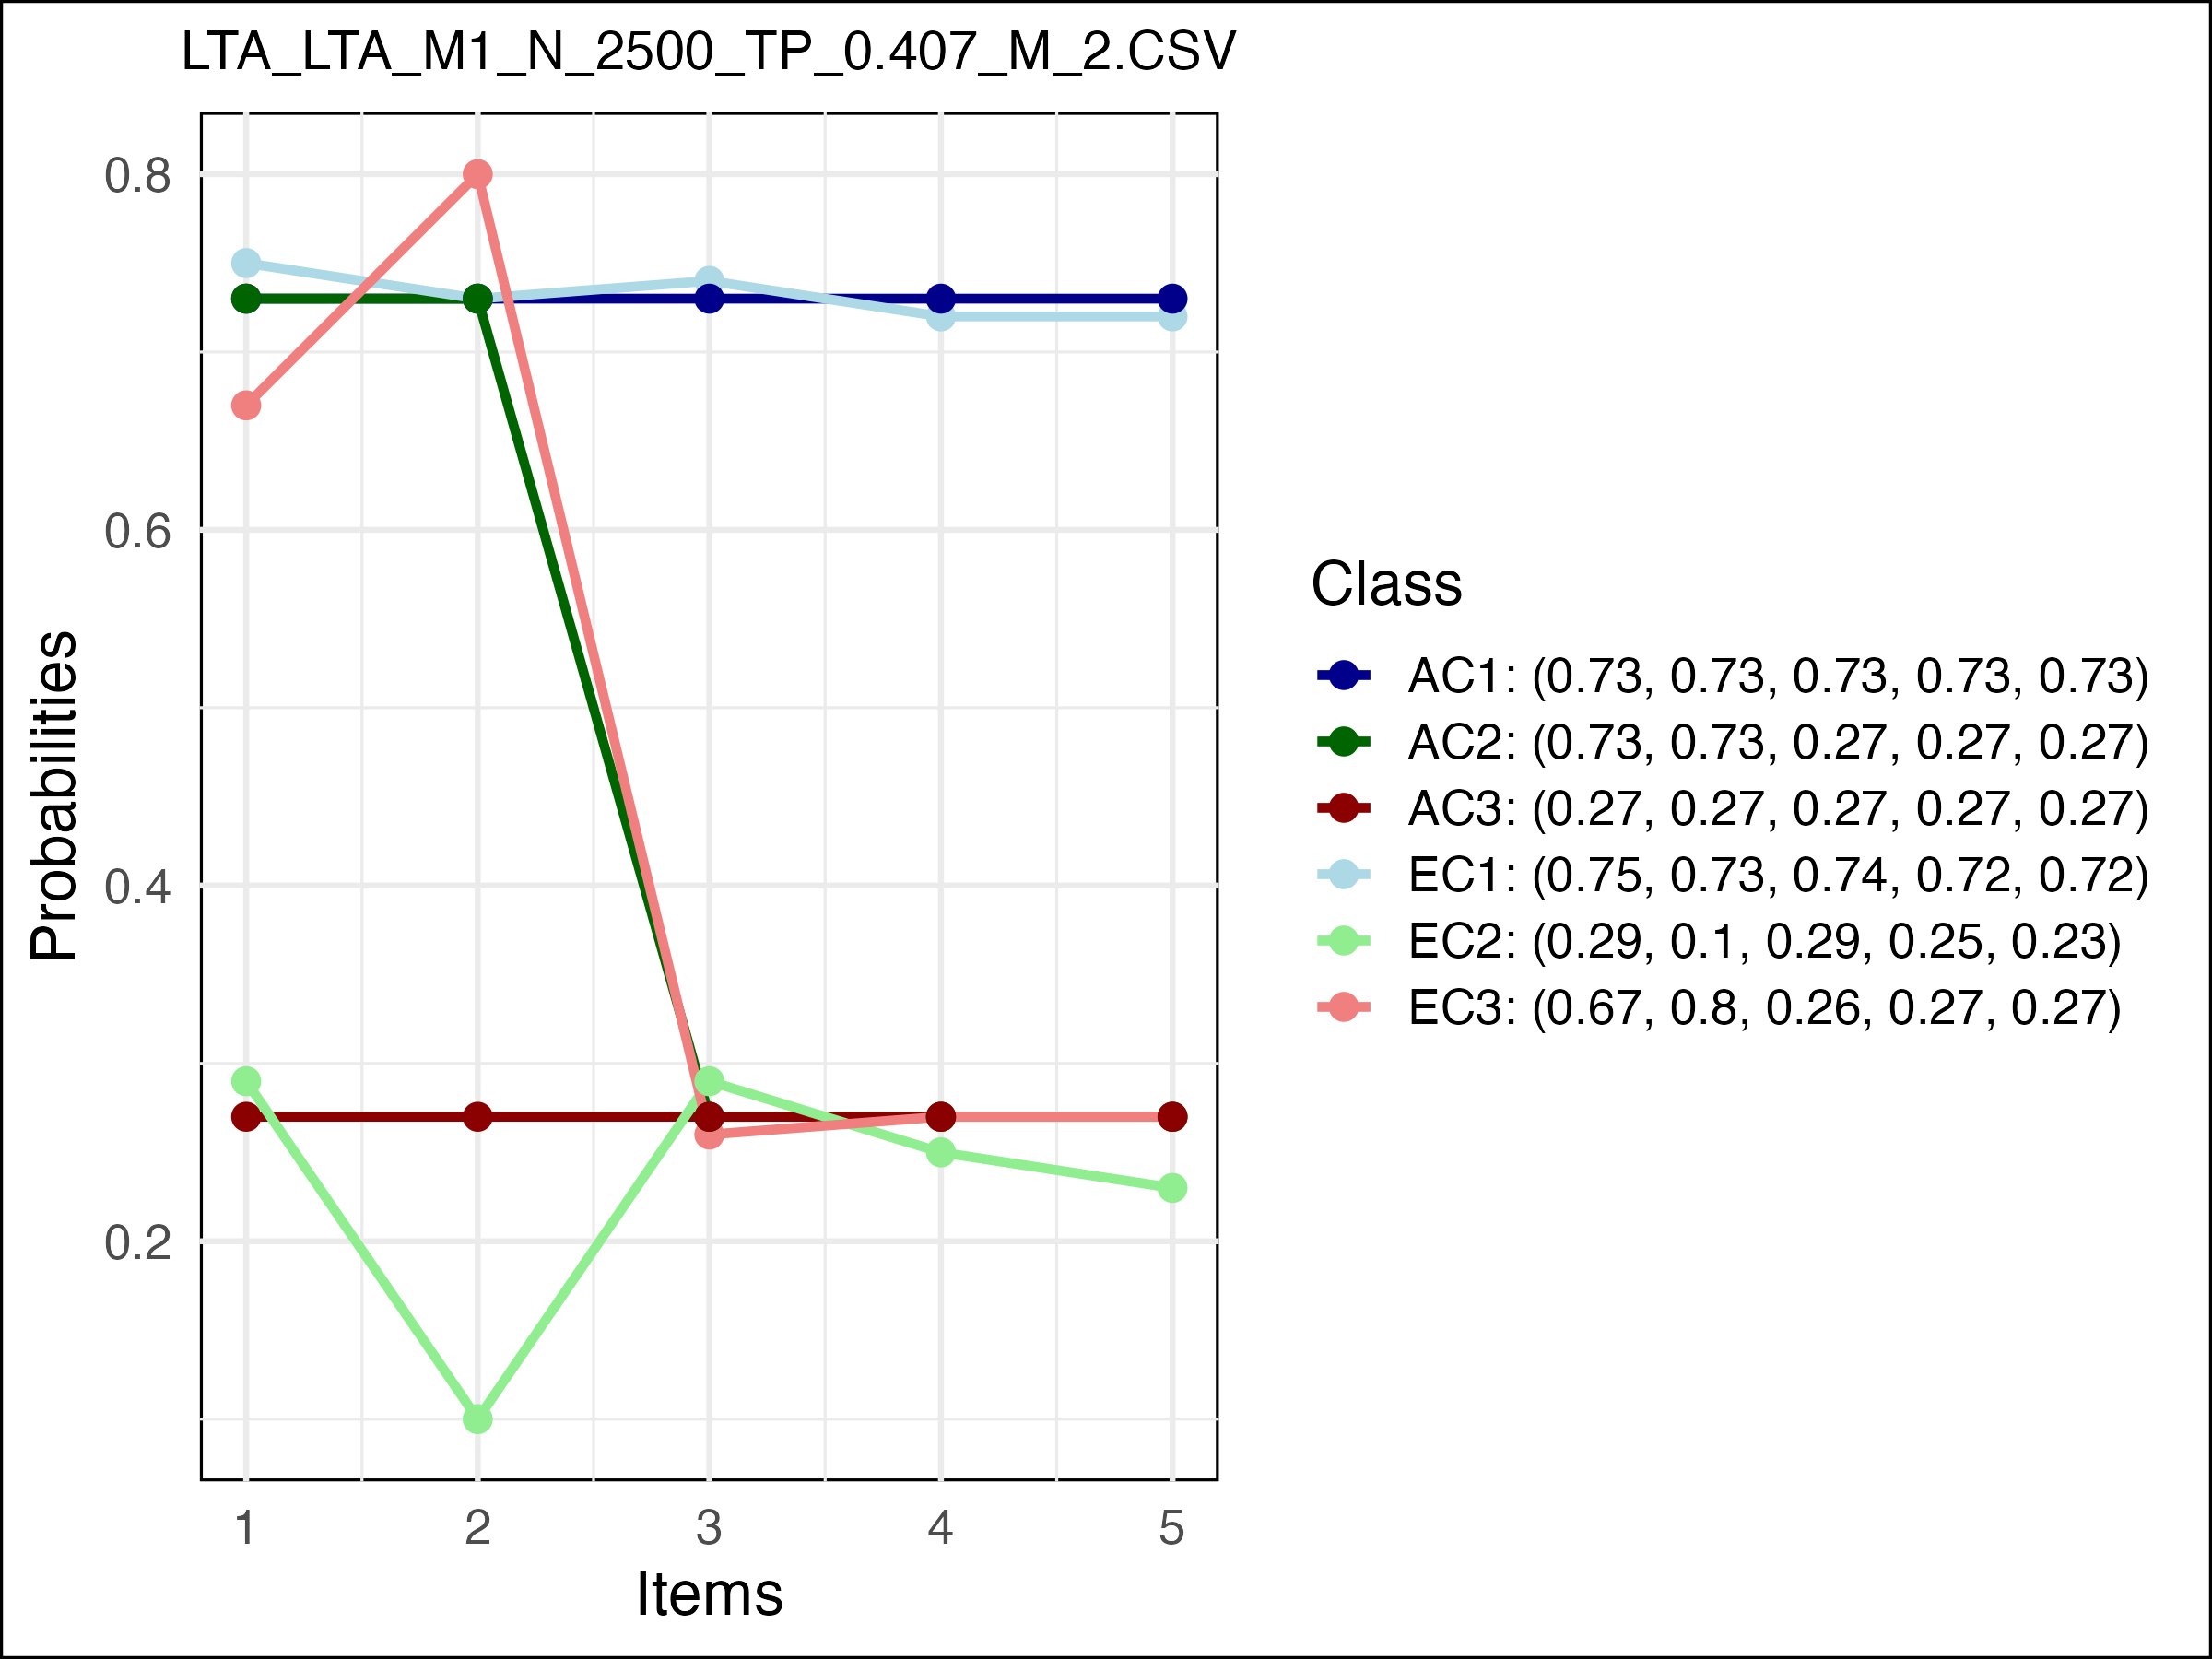 LTA_LTA_M1_N_2500_TP_0.407_M_2.CSV
0.8
0.6
0.4
0.2
Probabilities
1 2 3 4 5
Items
Class
AC1: (0.73, 0.73, 0.73, 0.73, 0.73)
AC2: (0.73, 0.73, 0.27, 0.27, 0.27)
AC3: (0.27, 0.27, 0.27, 0.27, 0.27)
EC1: (0.75, 0.73, 0.74, 0.72, 0.72)
EC2: (0.29, 0.1, 0.29, 0.25, 0.23)
EC3: (0.67, 0.8, 0.26, 0.27, 0.27)